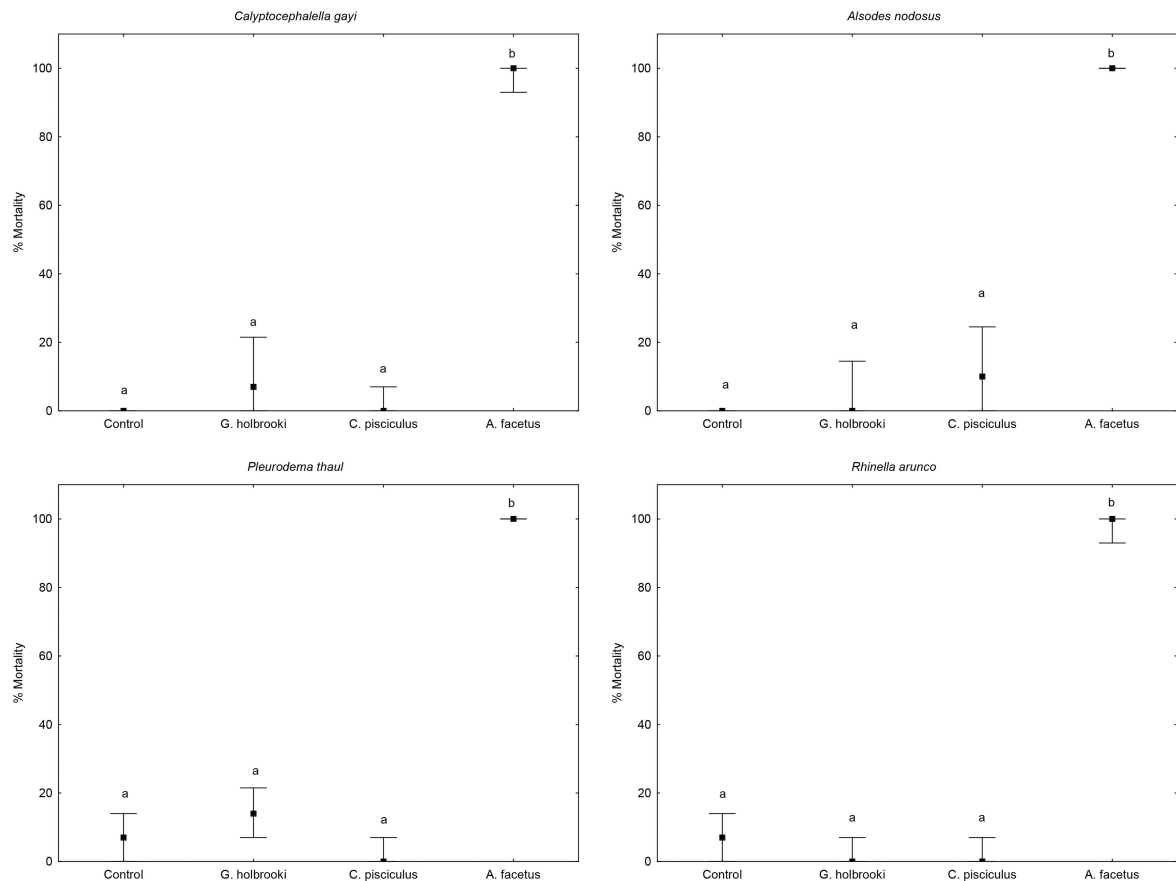 Calyptocephalella gayi
% Mortality
100
80
60
40
20
0
a
a
a
b
Control G. holbrooki C. pisciculus A. facetus
Alsodes nodosus
% Mortality
100
80
60
40
20
0
a
a
a
b
Control G. holbrooki C. pisciculus A. facetus
Pleurodema thaul
% Mortality
100
80
60
40
20
0
a
a
a
b
Control G. holbrooki C. pisciculus A. facetus
Rhinella arunco
% Mortality
100
80
60
40
20
0
a
a
a
b
Control G. holbrooki C. pisciculus A. facetus